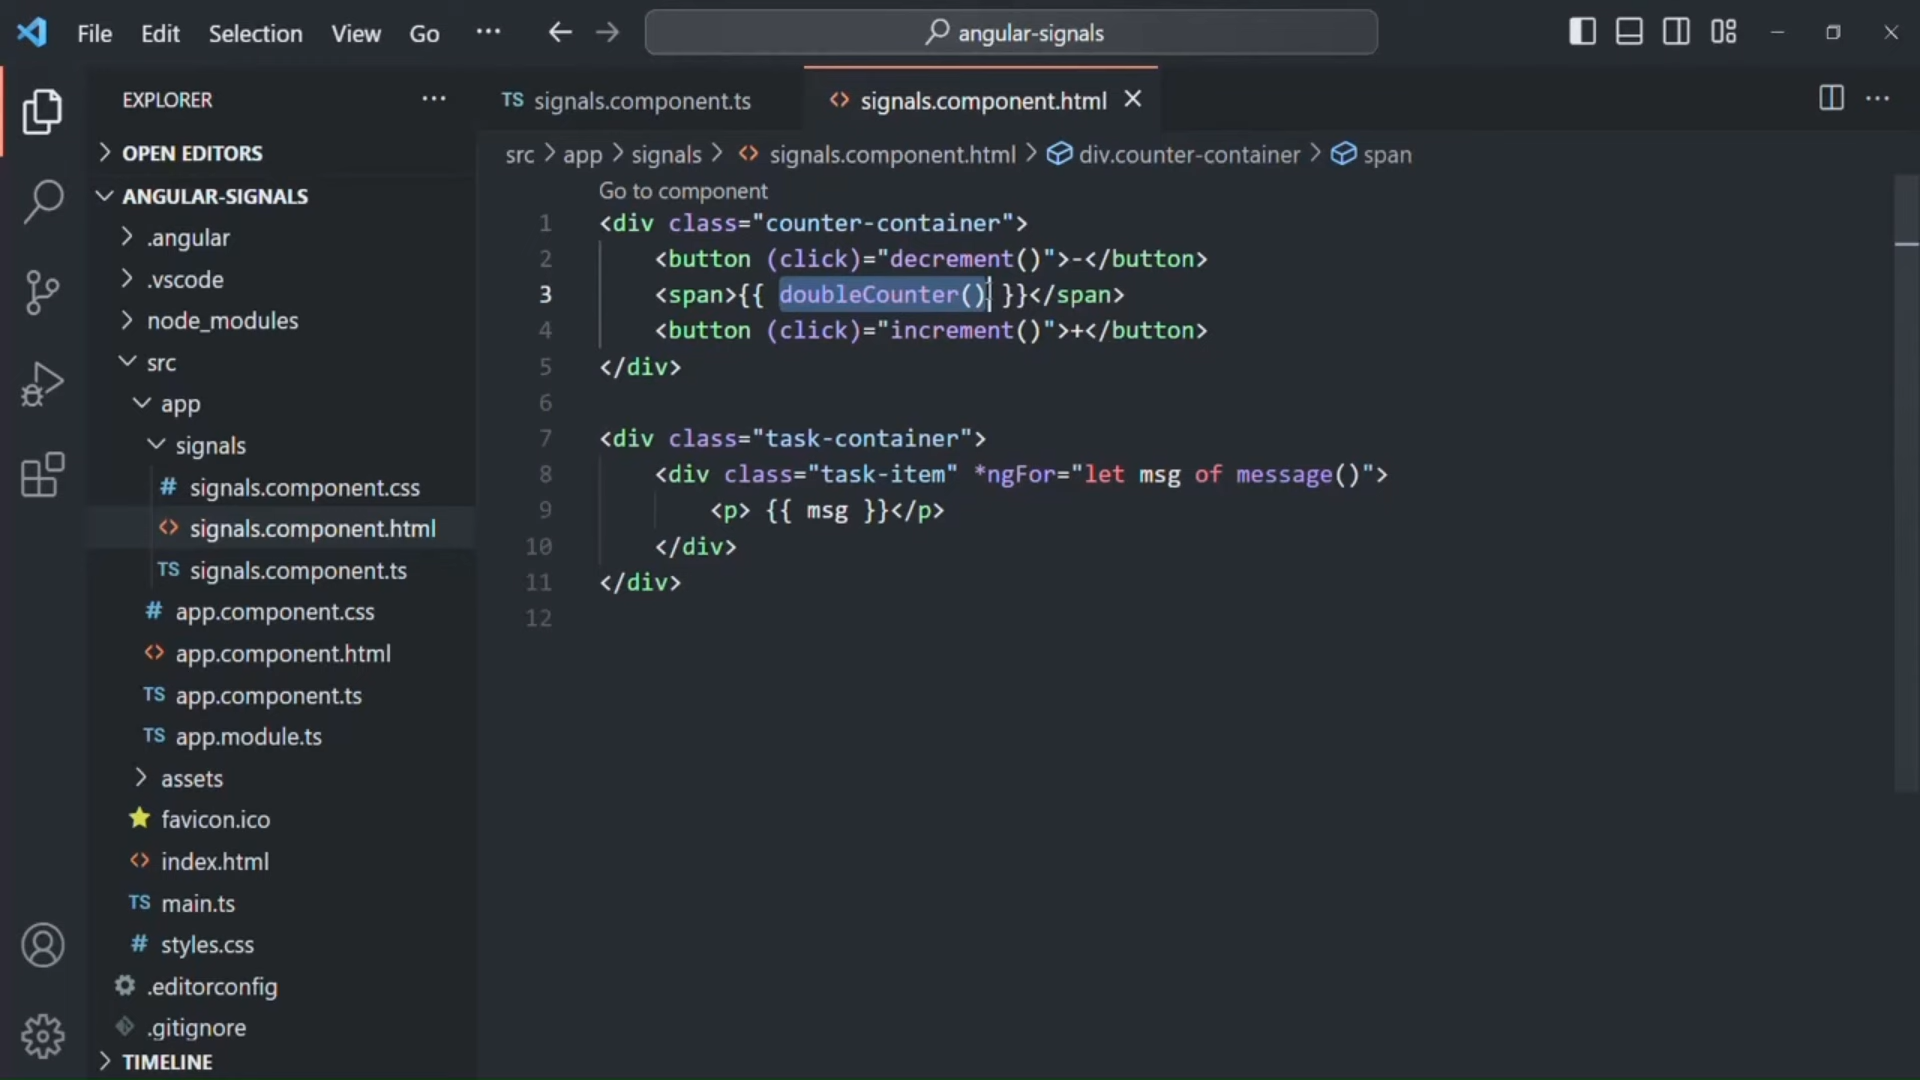 File Edit Selection View Go ··· angular-signals
EXPLORER ···
OPEN EDITORS
ANGULAR-SIGNALS
.angular
.vscode
node_modules
src
app
signals
# signals.component.css
<> signals.component.html
TS signals.component.ts
# app.component.css
<> app.component.html
TS app.component.ts
TS app.module.ts
assets
favicon.ico
<> index.html
TS main.ts
# styles.css
.editorconfig
.gitignore
TIMELINE
TS signals.component.ts <> signals.component.html
src > app > signals > <> signals.component.html > div.counter-container > span
Go to component
1 <div class="counter-container">
2 <button (click)="decrement()">-</button>
3 <span>{{ doubleCounter() }}</span>
4 <button (click)="increment()">+</button>
5 </div>
6
7 <div class="task-container">
8 <div class="task-item" *ngFor="let msg of message()">
9 <p> {{ msg }}</p>
10 </div>
11 </div>
12